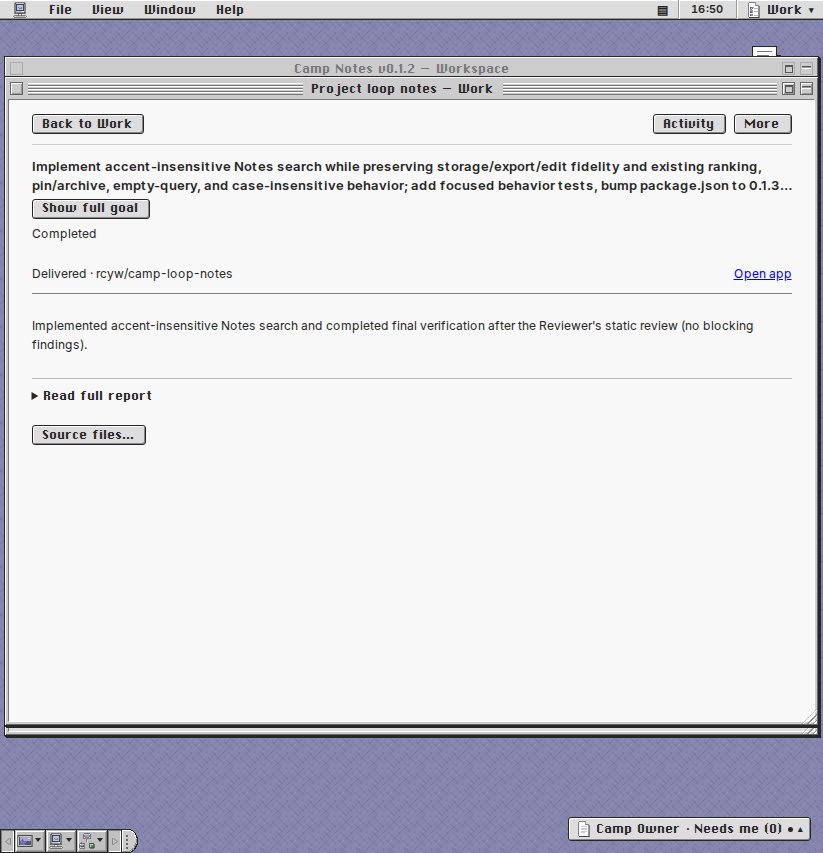 File View Window Help 16:50 Work
Camp Notes v0.1.2 — Workspace
Project loop notes — Work
Back to Work Activity More
Implement accent-insensitive Notes search while preserving storage/export/edit fidelity and existing ranking,
pin/archive, empty-query, and case-insensitive behavior; add focused behavior tests, bump package.json to 0.1.3...
Show full goal
Completed
Delivered · rcyw/camp-loop-notes Open app
Implemented accent-insensitive Notes search and completed final verification after the Reviewer's static review (no blocking
findings).
Read full report
Source files...
Camp Owner · Needs me (0)